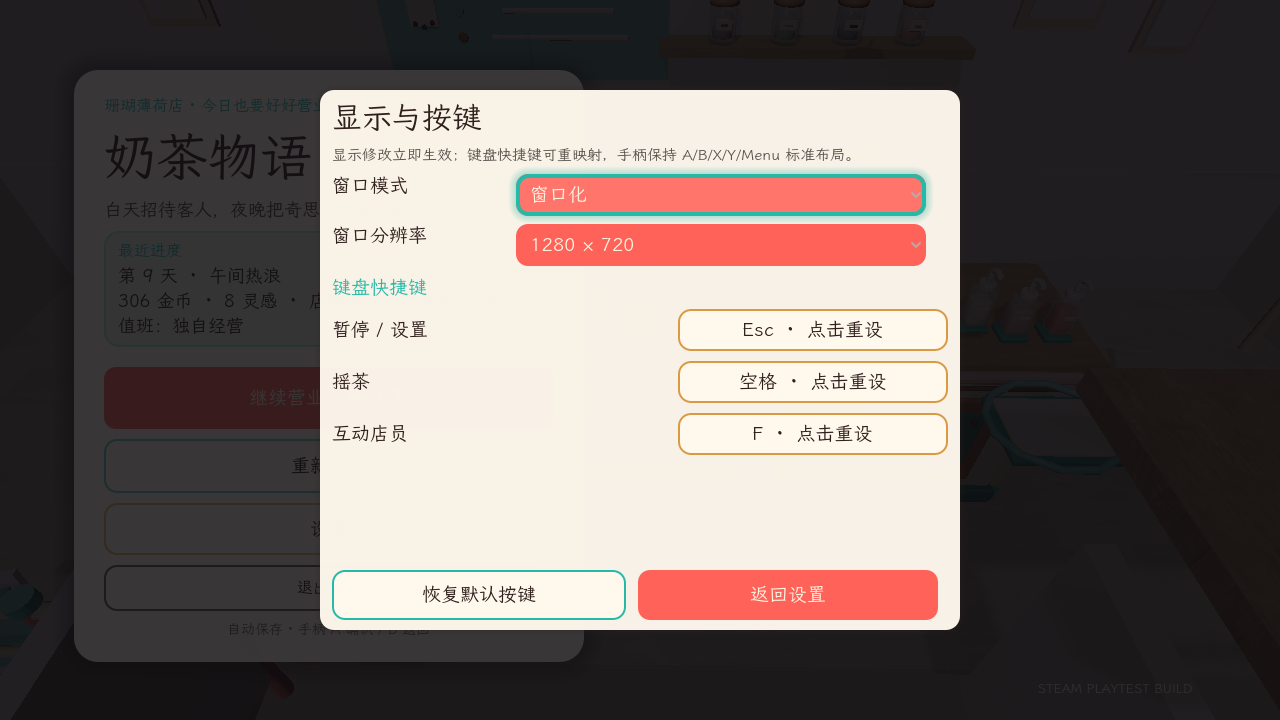 珊瑚薄荷店・今日也要好好营业
奶茶物语
白天招待客人，夜晚把奇思
最近进度
第 9 天 ・ 午间热浪
306 金币 ・ 8 灵感 ・ 店
值班：独自经营
继续营业
重新
设
退出
自动保存・手柄 A 确认 / B 返回
显示与按键
显示修改立即生效；键盘快捷键可重映射，手柄保持 A/B/X/Y/Menu 标准布局。
窗口模式
窗口化
窗口分辨率
1280 × 720
键盘快捷键
暂停 / 设置
Esc ・ 点击重设
摇茶
空格 ・ 点击重设
互动店员
F ・ 点击重设
恢复默认按键
返回设置
STEAM PLAYTEST BUILD